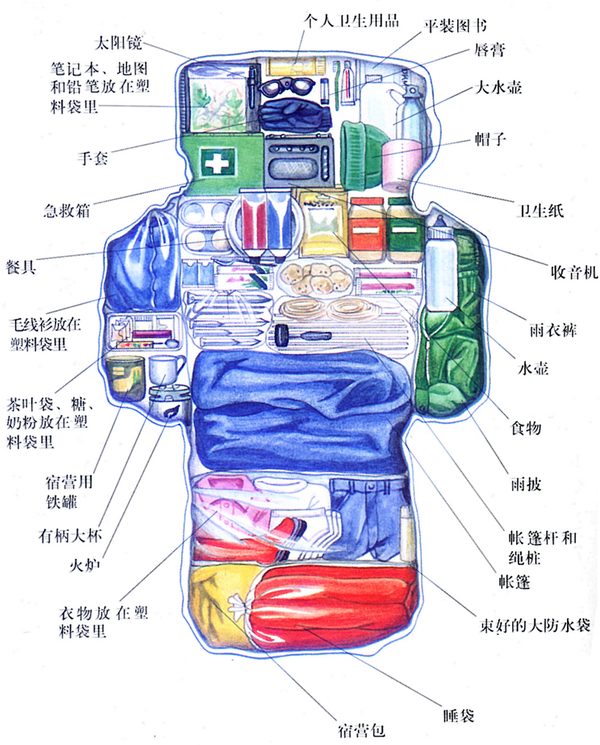 个人卫生用品
平装图书
太阳镜
唇膏
笔记本、地图
和铅笔放在塑
料袋里
大水壶
手套
帽子
急救箱
卫生纸
餐具
收音机
毛线衫放在
塑料袋里
雨衣裤
水壶
茶叶袋、糖、
奶粉放在塑
料袋里
食物
宿营用
铁罐
雨披
有柄大杯
帐篷杆和
绳桩
火炉
帐篷
衣物放在塑
料袋里
束好的大防水袋
睡袋
宿营包